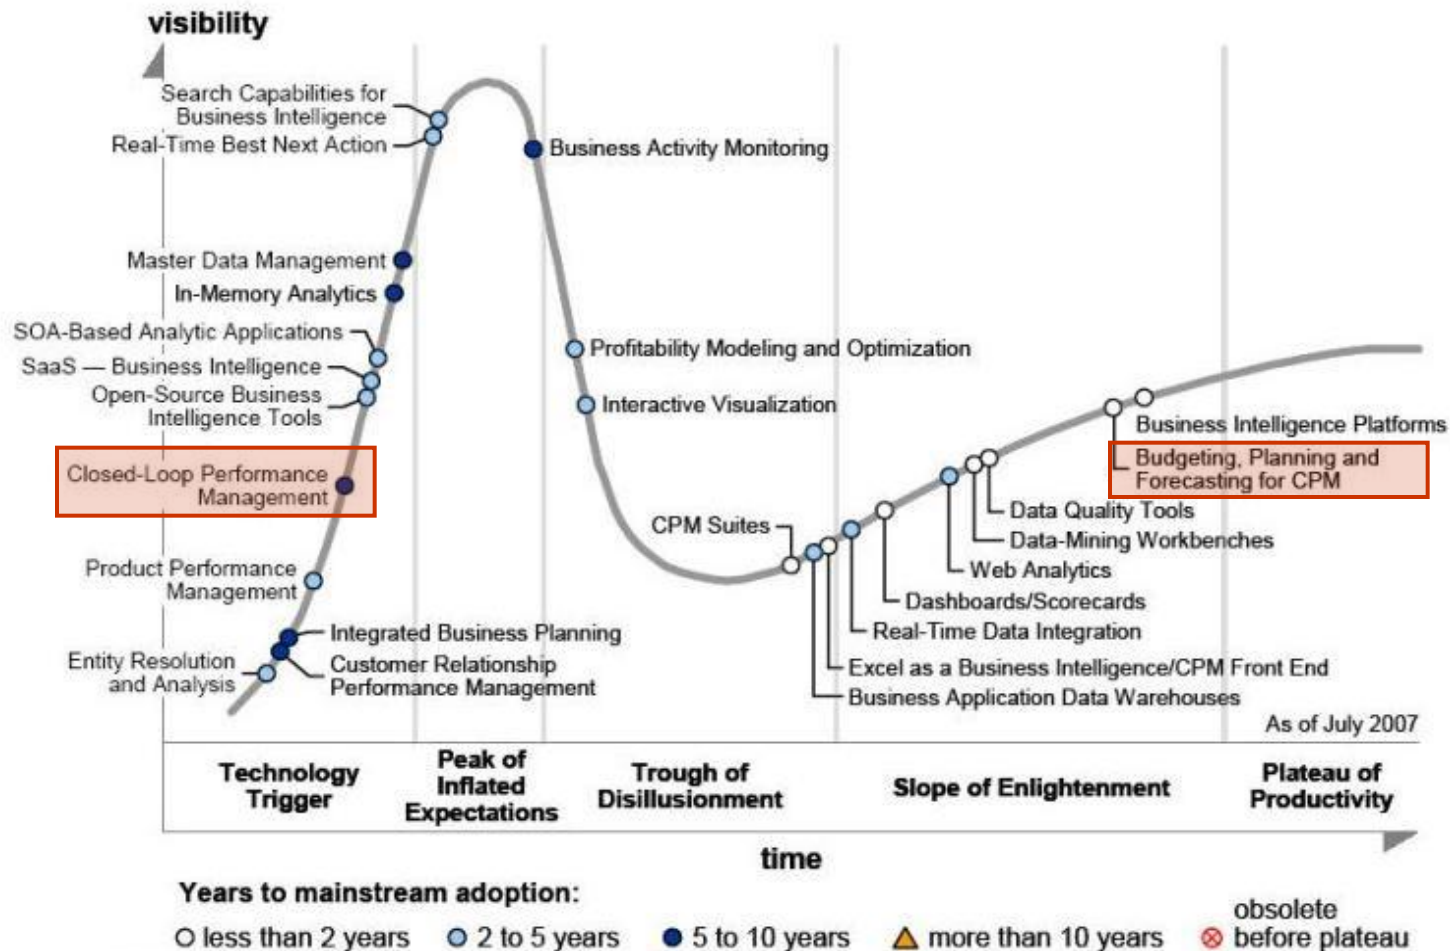 visibility
Search Capabilities for
Business Intelligence
Real-Time Best Next Action
Business Activity Monitoring
Master Data Management
In-Memory Analytics
SOA-Based Analytic Applications
SaaS — Business Intelligence
Open-Source Business
Intelligence Tools
Profitability Modeling and Optimization
Interactive Visualization
Closed-Loop Performance
Management
Product Performance
Management
Integrated Business Planning
Customer Relationship
Performance Management
Entity Resolution
and Analysis
CPM Suites
Business Intelligence Platforms
Budgeting, Planning and
Forecasting for CPM
Data Quality Tools
Data-Mining Workbenches
Web Analytics
Dashboards/Scorecards
Real-Time Data Integration
Excel as a Business Intelligence/CPM Front End
Business Application Data Warehouses
As of July 2007
Technology
Trigger
Peak of
Inflated
Expectations
Trough of
Disillusionment
Slope of Enlightenment
Plateau of
Productivity
time
Years to mainstream adoption:
less than 2 years
2 to 5 years
5 to 10 years
more than 10 years
obsolete
before plateau